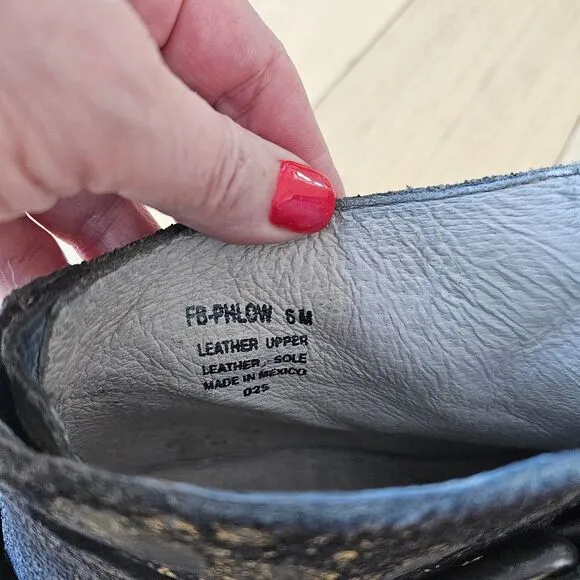 FB-PHLOW 6 M
LEATHER UPPER
LEATHER SOLE
MADE IN MEXICO
025